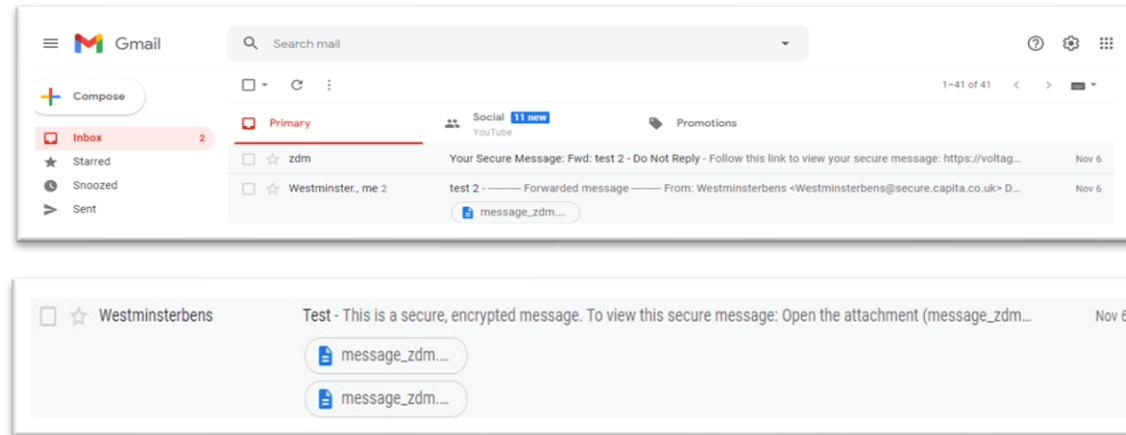 Gmail
Search mail
Compose
1–41 of 41
Primary
Social 11 new
YouTube
Promotions
Inbox 2
Starred
Snoozed
Sent
zdm Your Secure Message: Fwd: test 2 - Do Not Reply - Follow this link to view your secure message: https://voltag... Nov 6
Westminster., me 2 test 2 - ---------- Forwarded message --------- From: Westminsterbens <Westminsterbens@secure.capita.co.uk> D... Nov 6
message_zdm....
Westminsterbens Test - This is a secure, encrypted message. To view this secure message: Open the attachment (message_zdm... Nov 6
message_zdm....
message_zdm....